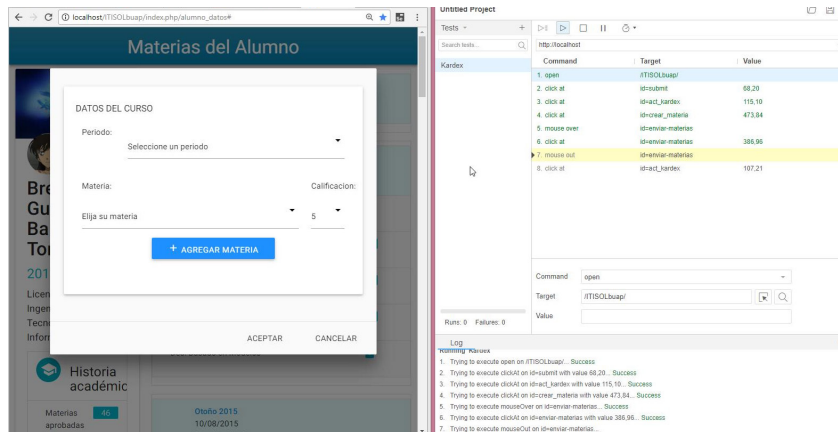 localhost/ITISOLbuap/index.php/alumno_datos#
Materias del Alumno
DATOS DEL CURSO
Periodo:
Seleccione un periodo
Materia:
Calificacion:
Elija su materia
5
+ AGREGAR MATERIA
ACEPTAR
CANCELAR
Bre
Gu
Ba
Tor
201
Licen
Ingen
Tecn
Inforr
Historia
académic
Materias 46
aprobadas
Otoño 2015
10/08/2015
Untitled Project
Tests
+
Search tests...
http://localhost
Kardex
Command Target Value
1. open /ITISOLbuap/
2. click at id=submit 68,20
3. click at id=act_kardex 115,10
4. click at id=crear_materia 473,84
5. mouse over id=enviar-materias
6. click at id=enviar-materias 386,96
7. mouse out id=enviar-materias
8. click at id=act_kardex 107,21
Command open
Target /ITISOLbuap/
Value
Runs: 0 Failures: 0
Log
Running Kardex
1. Trying to execute open on /ITISOLbuap/... Success
2. Trying to execute clickAt on id=submit with value 68,20... Success
3. Trying to execute clickAt on id=act_kardex with value 115,10... Success
4. Trying to execute clickAt on id=crear_materia with value 473,84... Success
5. Trying to execute mouseOver on id=enviar-materias... Success
6. Trying to execute clickAt on id=enviar-materias with value 386,96... Success
7. Trying to execute mouseOut on id=enviar-materias...